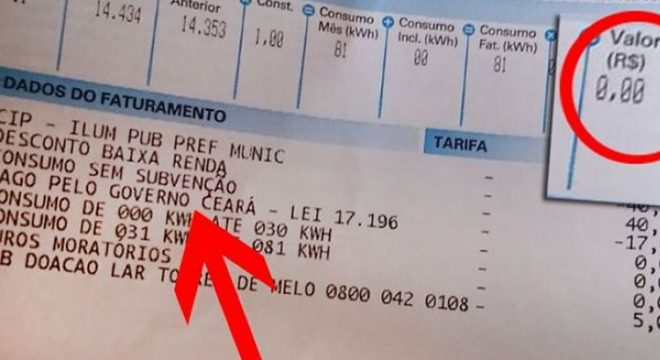 14.434
Anterior
14.353
Const.
1,00
Consumo
Mês (kWh)
81
Consumo
Incl. (kWh)
00
Consumo
Fat. (kWh)
81
Valor
(R$)
0,00
DADOS DO FATURAMENTO
TARIFA
CIP - ILUM PUB PREF MUNIC -
DESCONTO BAIXA RENDA -
CONSUMO SEM SUBVENÇÃO - 40,
PAGO PELO GOVERNO CEARÁ - LEI 17.196 - -17,
CONSUMO DE 000 KWH ATE 030 KWH - 0,
CONSUMO DE 031 KWH 081 KWH - 0,
JUROS MORATÓRIOS - 0,
DOACAO LAR DE MELO 0800 042 0108 - 5,